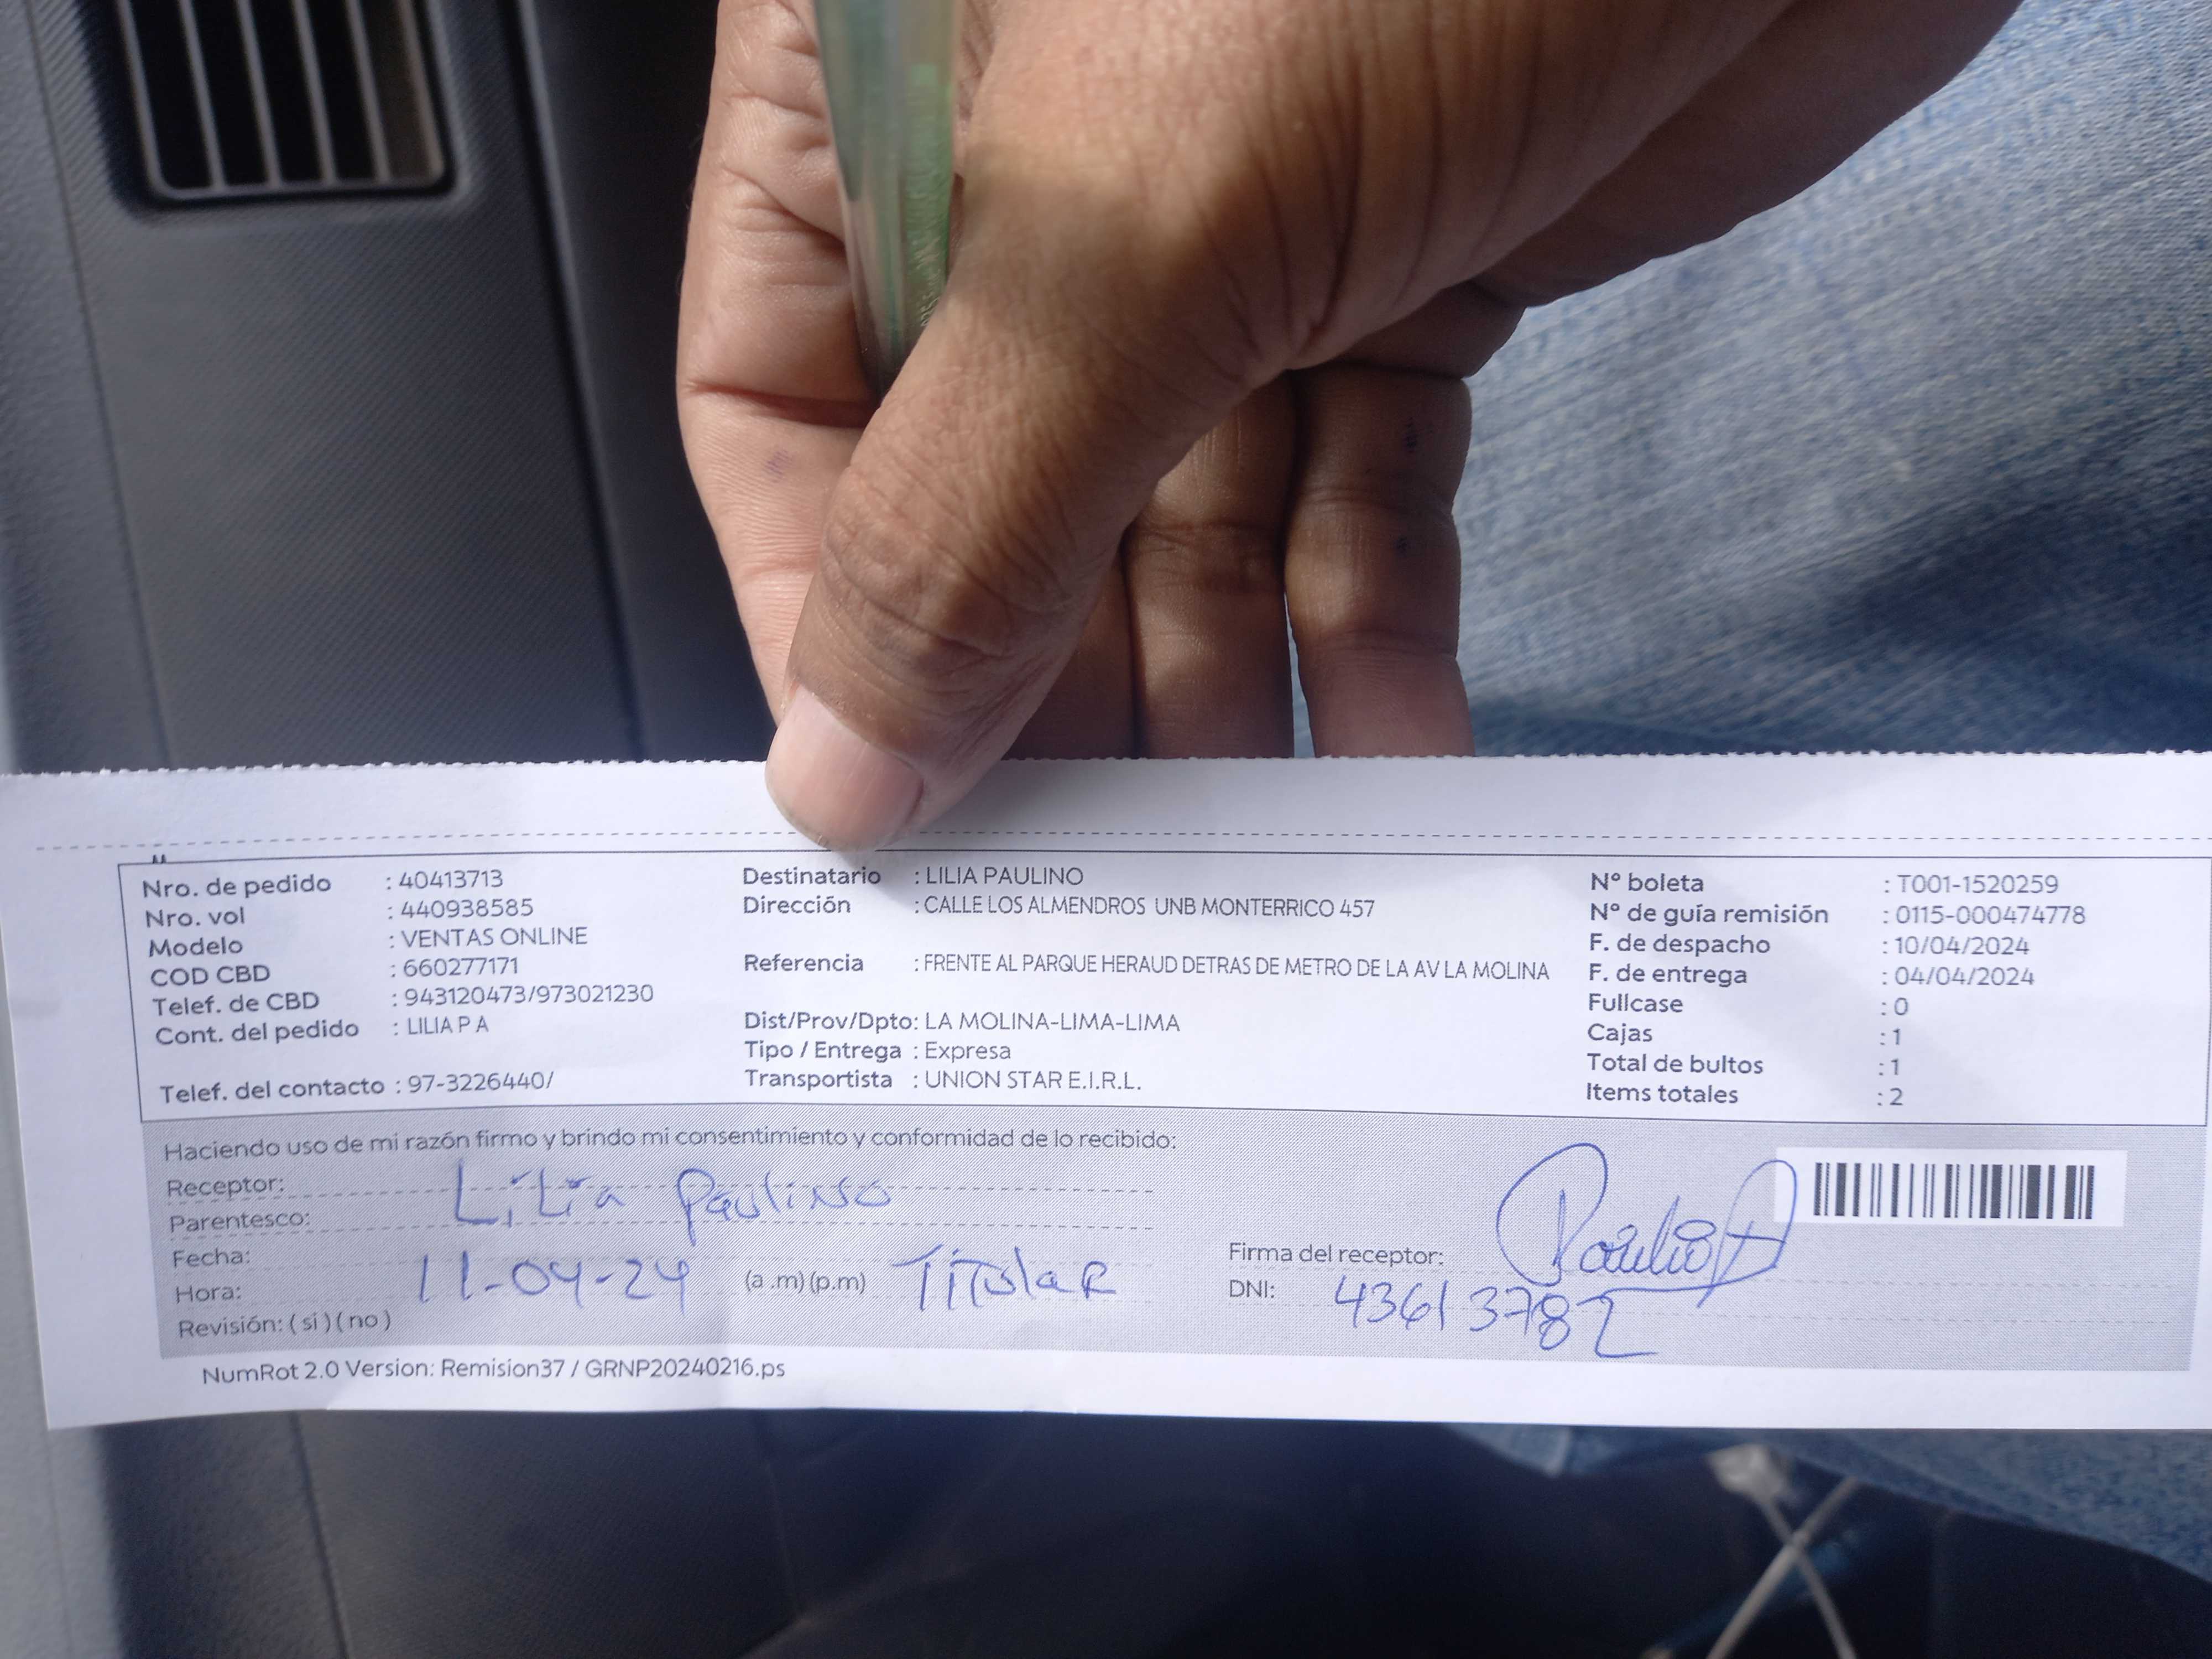 Nro. de pedido : 40413713
Nro. vol : 440938585
Modelo : VENTAS ONLINE
COD CBD : 660277171
Telef. de CBD : 943120473/973021230
Cont. del pedido : LILIA P A
Telef. del contacto : 97-3226440/
Destinatario : LILIA PAULINO
Dirección : CALLE LOS ALMENDROS UNB MONTERRICO 457
Referencia : FRENTE AL PARQUE HERAUD DETRAS DE METRO DE LA AV LA MOLINA
Dist/Prov/Dpto: LA MOLINA-LIMA-LIMA
Tipo / Entrega : Expresa
Transportista : UNION STAR E.I.R.L.
N° boleta : T001-1520259
N° de guía remisión : 0115-000474778
F. de despacho : 10/04/2024
F. de entrega : 04/04/2024
Fullcase : 0
Cajas : 1
Total de bultos : 1
Items totales : 2
Haciendo uso de mi razón firmo y brindo mi consentimiento y conformidad de lo recibido:
Receptor: Lilia Paulino
Parentesco:
Fecha: 11-04-24
Hora: (a .m) (p.m) Titular
Revisión: ( si ) ( no )
Firma del receptor:
DNI: 43613782
NumRot 2.0 Version: Remision37 / GRNP20240216.ps